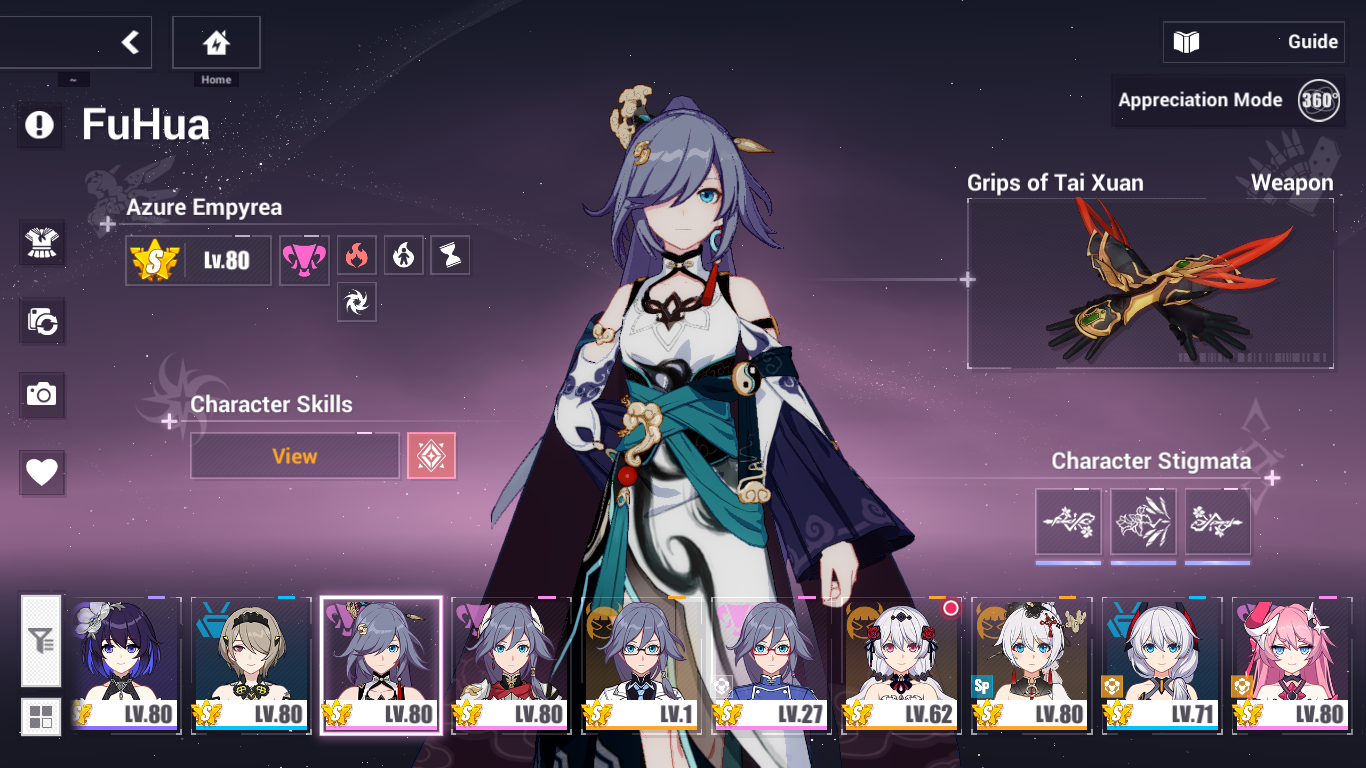 ~
Home
Guide
Appreciation Mode
360°
FuHua
Azure Empyrea
S
Lv.80
Grips of Tai Xuan
Weapon
Character Skills
View
Character Stigmata
S LV.80
S LV.80
S LV.80
S LV.80
S LV.1
S LV.27
S LV.62
Sp
S LV.80
S LV.71
S LV.80